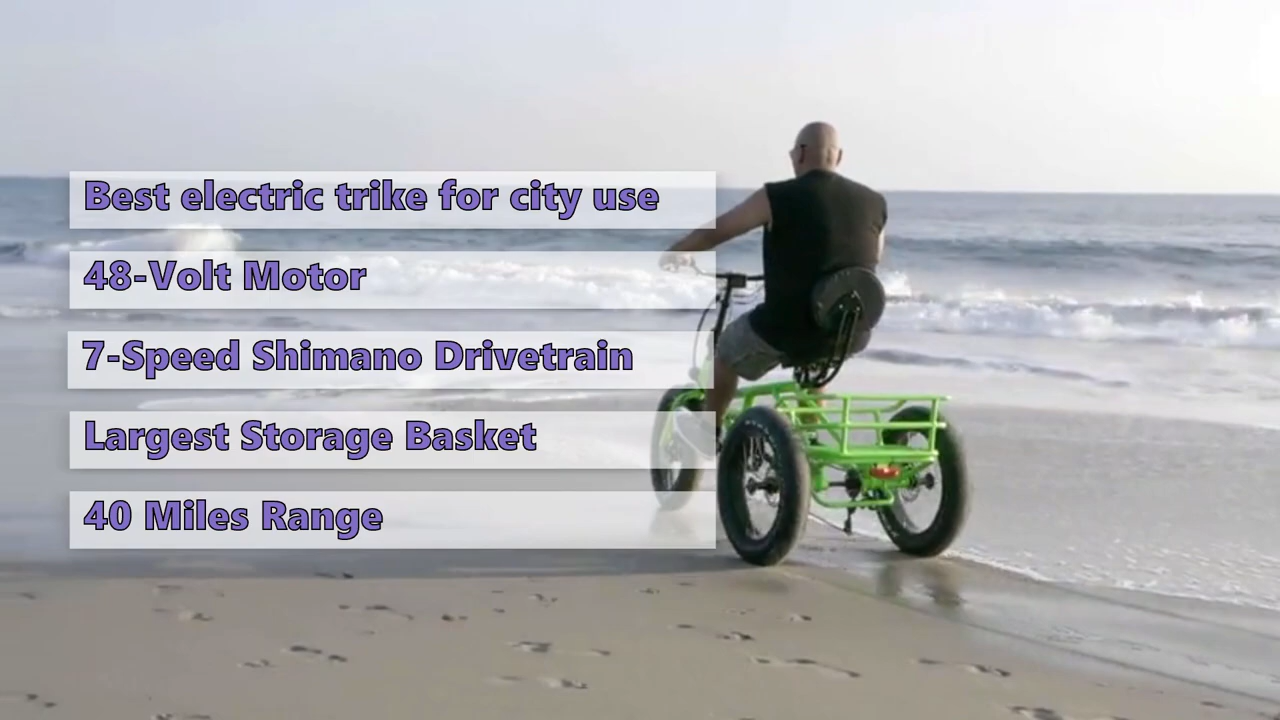 Best electric trike for city use
48-Volt Motor
7-Speed Shimano Drivetrain
Largest Storage Basket
40 Miles Range